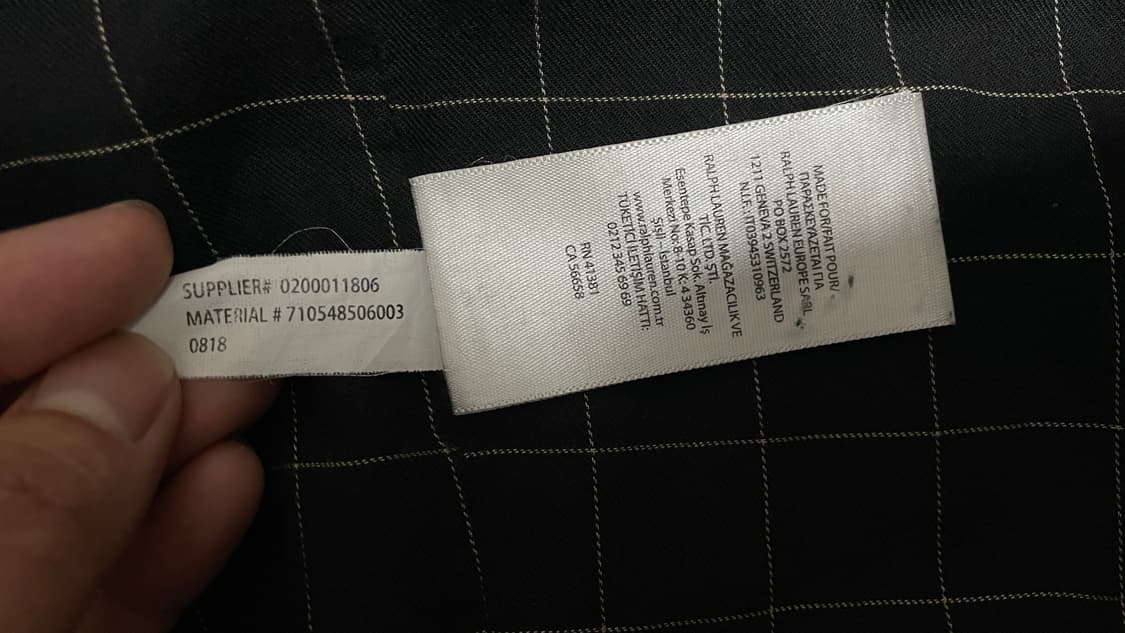 SUPPLIER# 0200011806
MATERIAL # 710548506003
0818
MADE FOR/FAIT POUR/
ΠΑΡΑΣΚΕΥΑΖΕΤΑΙ ΓΙΑ
RALPH LAUREN EUROPE SARL
PO BOX 2572
1211 GENEVA 2 SWITZERLAND
N.I.F.: IT03945310963
RALPH LAUREN MAĞAZACILIK VE
TİC. LTD. ŞTİ.
Esentepe Kasap Sok. Altınay İş
Merkezi No:8-10 K:4 34360
Şişli – İstanbul
www.ralphlauren.com.tr
TÜKETİCİ İLETİŞİM HATTI:
0212 345 69 69
RN 41381
CA 56658